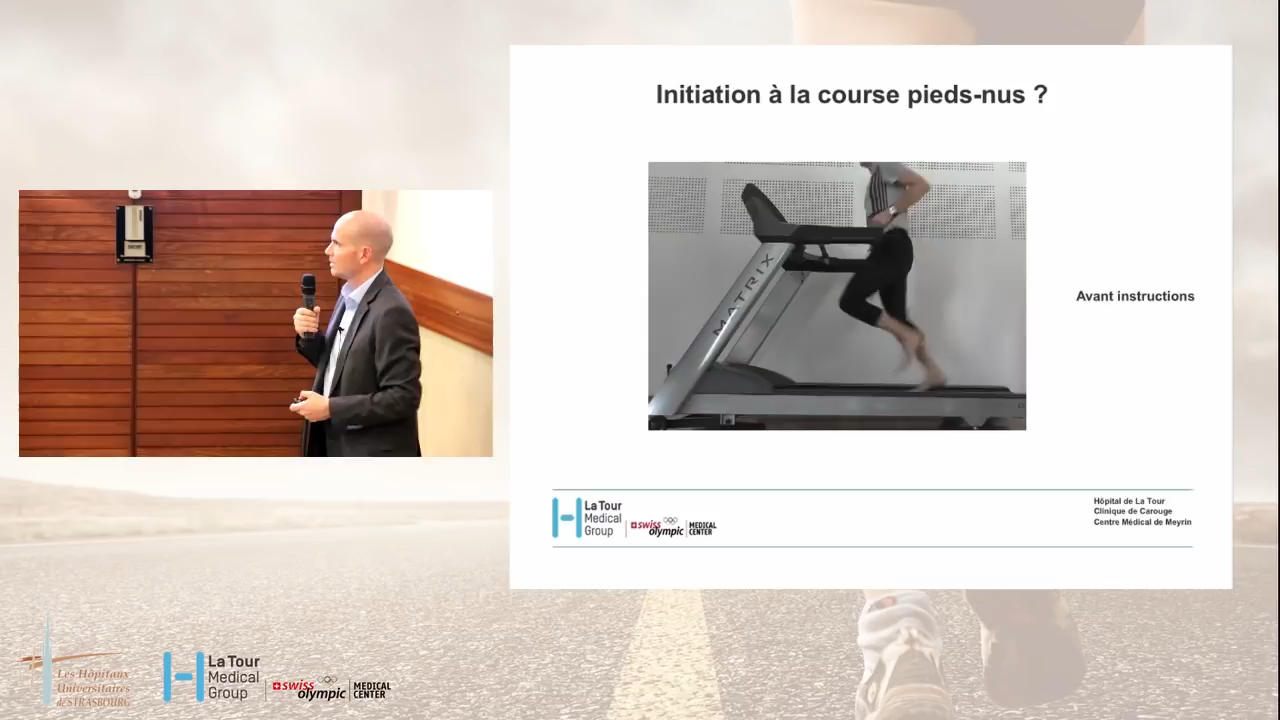 Initiation à la course pieds-nus ?
MATRIX
Avant instructions
La Tour
Medical
Group
swiss
olympic
MEDICAL
CENTER
Hôpital de La Tour
Clinique de Carouge
Centre Médical de Meyrin
Les Hôpitaux
Universitaires
de STRASBOURG
La Tour
Medical
Group
swiss
olympic
MEDICAL
CENTER